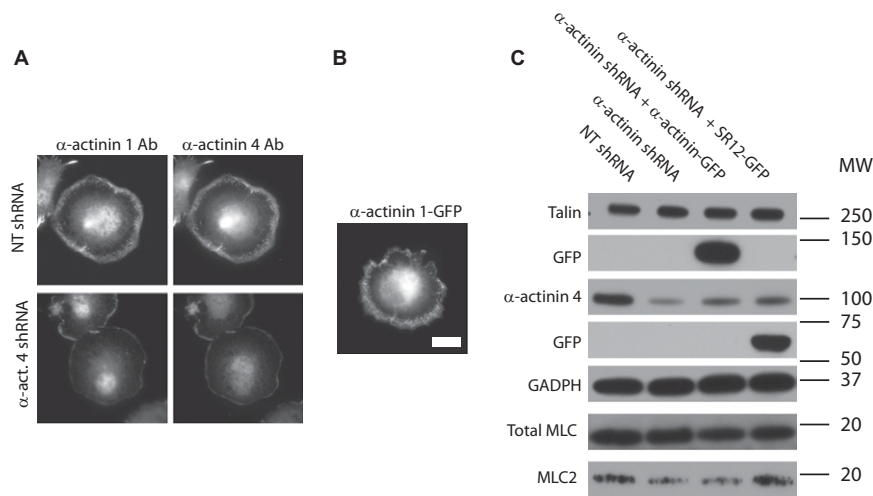 A
α-actinin 1 Ab
α-actinin 4 Ab
NT shRNA
α-act. 4 shRNA
B
α-actinin 1-GFP
C
NT shRNA
α-actinin shRNA
α-actinin shRNA + α-actinin-GFP
α-actinin shRNA + SR12-GFP
MW
Talin
250
150
GFP
α-actinin 4
100
75
GFP
50
GADPH
37
Total MLC
20
MLC2
20